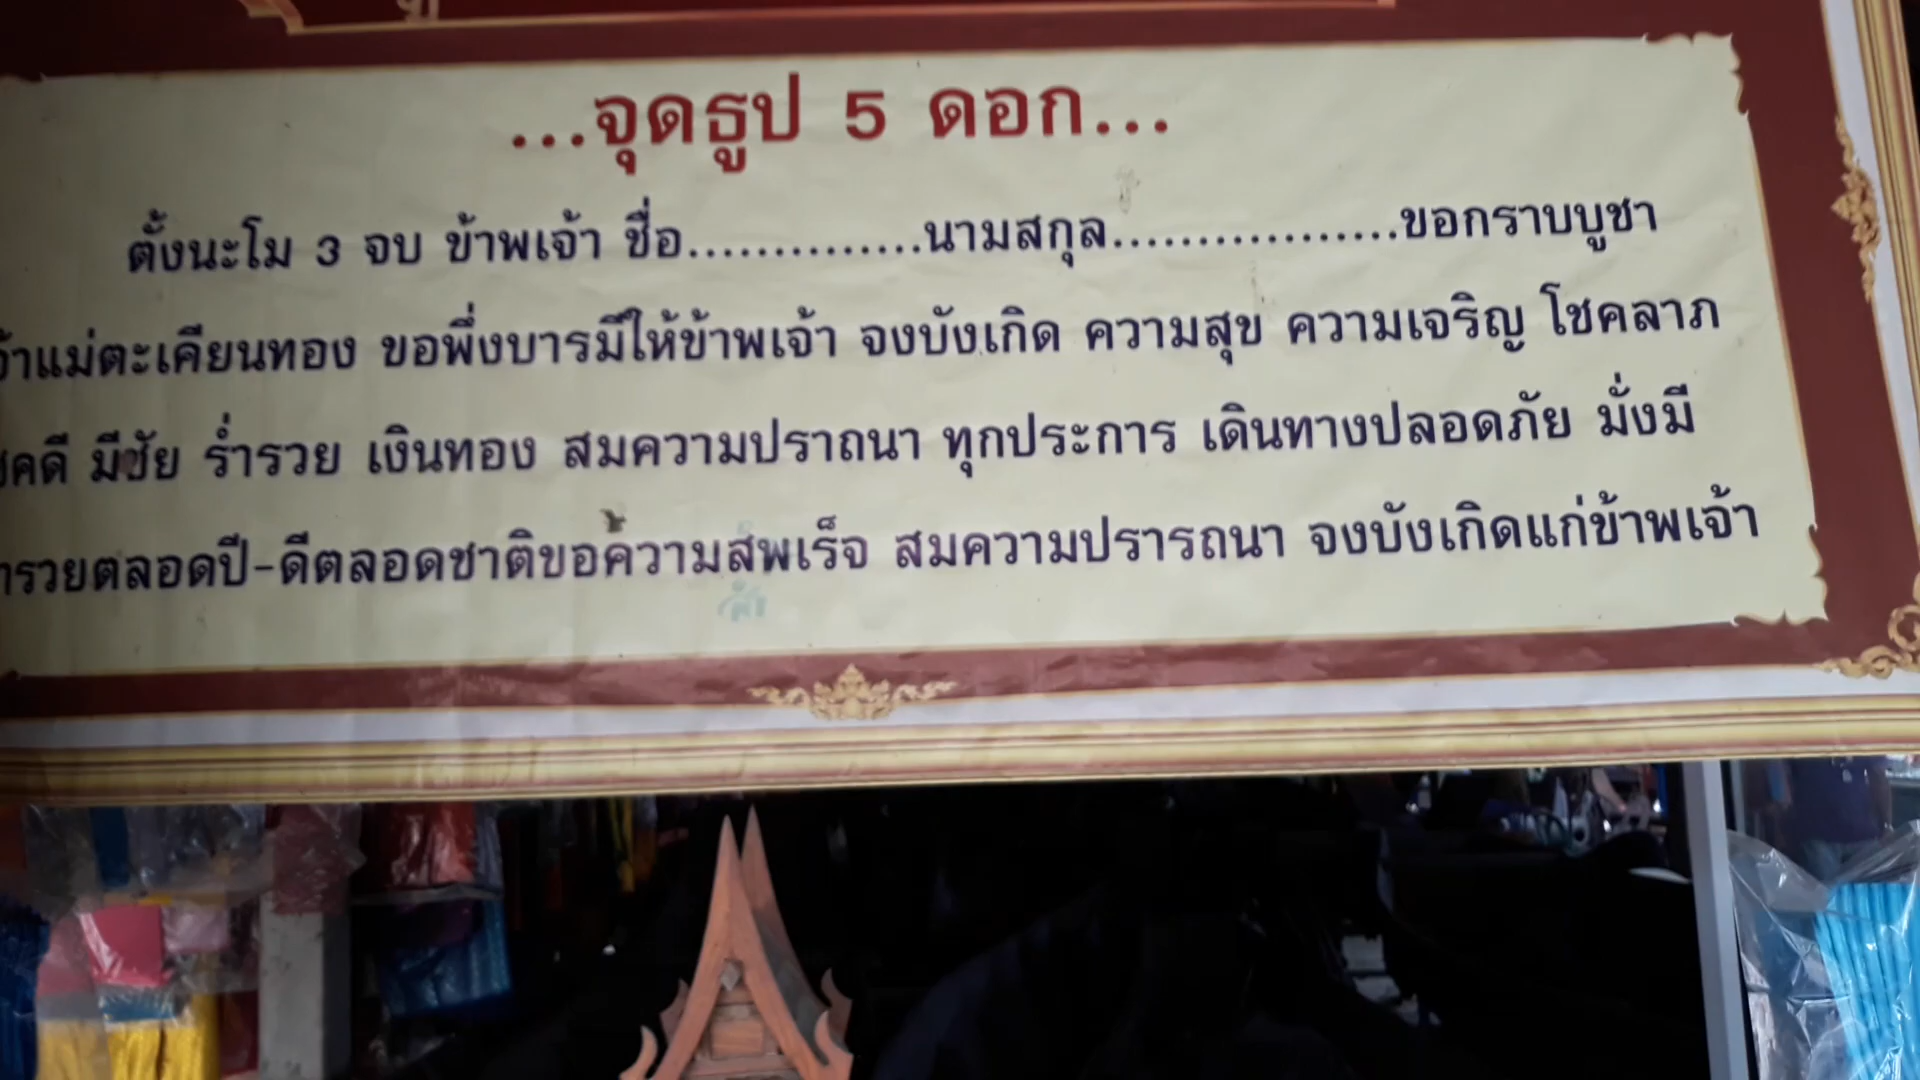 ...จุดธูป 5 ดอก...
ตั้งนะโม 3 จบ ข้าพเจ้า ชื่อ..............นามสกุล.................ขอกราบบูชา
จ้าแม่ตะเคียนทอง ขอพึ่งบารมีให้ข้าพเจ้า จงบังเกิด ความสุข ความเจริญ โชคลาภ
ชคดี มีชัย ร่ำรวย เงินทอง สมความปราถนา ทุกประการ เดินทางปลอดภัย มั่งมี
ำรวยตลอดปี-ดีตลอดชาติขอความสพเร็จ สมความปรารถนา จงบังเกิดแก่ข้าพเจ้า